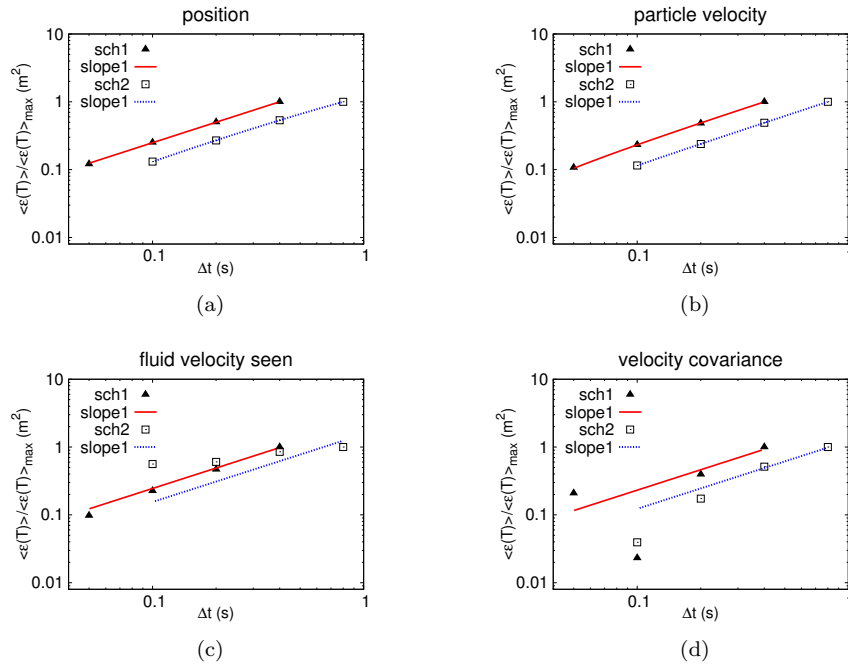 position
<ε(T)>/<ε(T)>max (m²)
10
1
0.1
0.01
sch1
slope1
sch2
slope1
0.1 1
Δt (s)
(a)
particle velocity
<ε(T)>/<ε(T)>max (m²)
10
1
0.1
0.01
sch1
slope1
sch2
slope1
0.1 1
Δt (s)
(b)
fluid velocity seen
<ε(T)>/<ε(T)>max (m²)
10
1
0.1
0.01
sch1
slope1
sch2
slope1
0.1 1
Δt (s)
(c)
velocity covariance
<ε(T)>/<ε(T)>max (m²)
10
1
0.1
0.01
sch1
slope1
sch2
slope1
0.1 1
Δt (s)
(d)